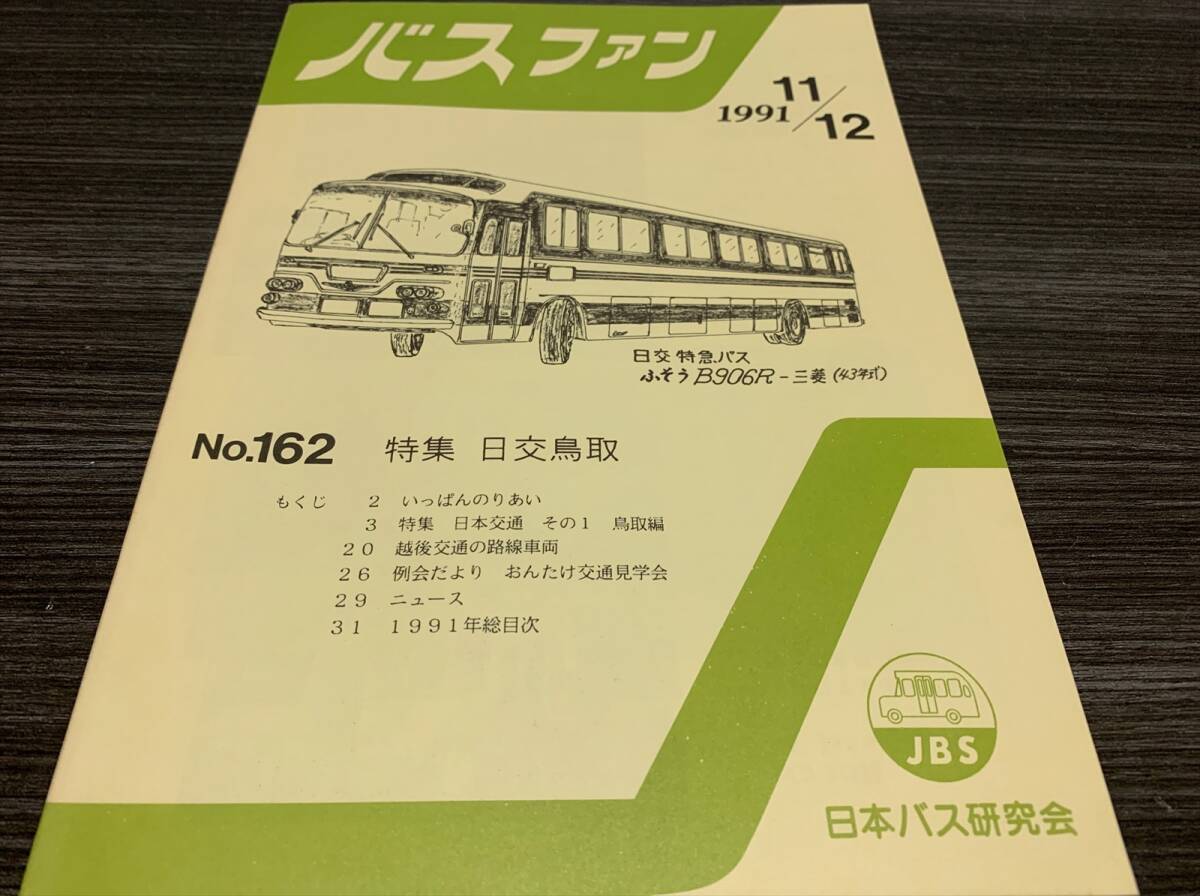 バスファン
1991 11/12
日交特急バス
ふそうB906R-三菱(43年式)
No.162 特集 日交鳥取
もくじ 2 いっぱんのりあい
3 特集 日本交通 その1 鳥取編
20 越後交通の路線車両
26 例会だより おんたけ交通見学会
29 ニュース
31 1991年総目次
JBS
日本バス研究会